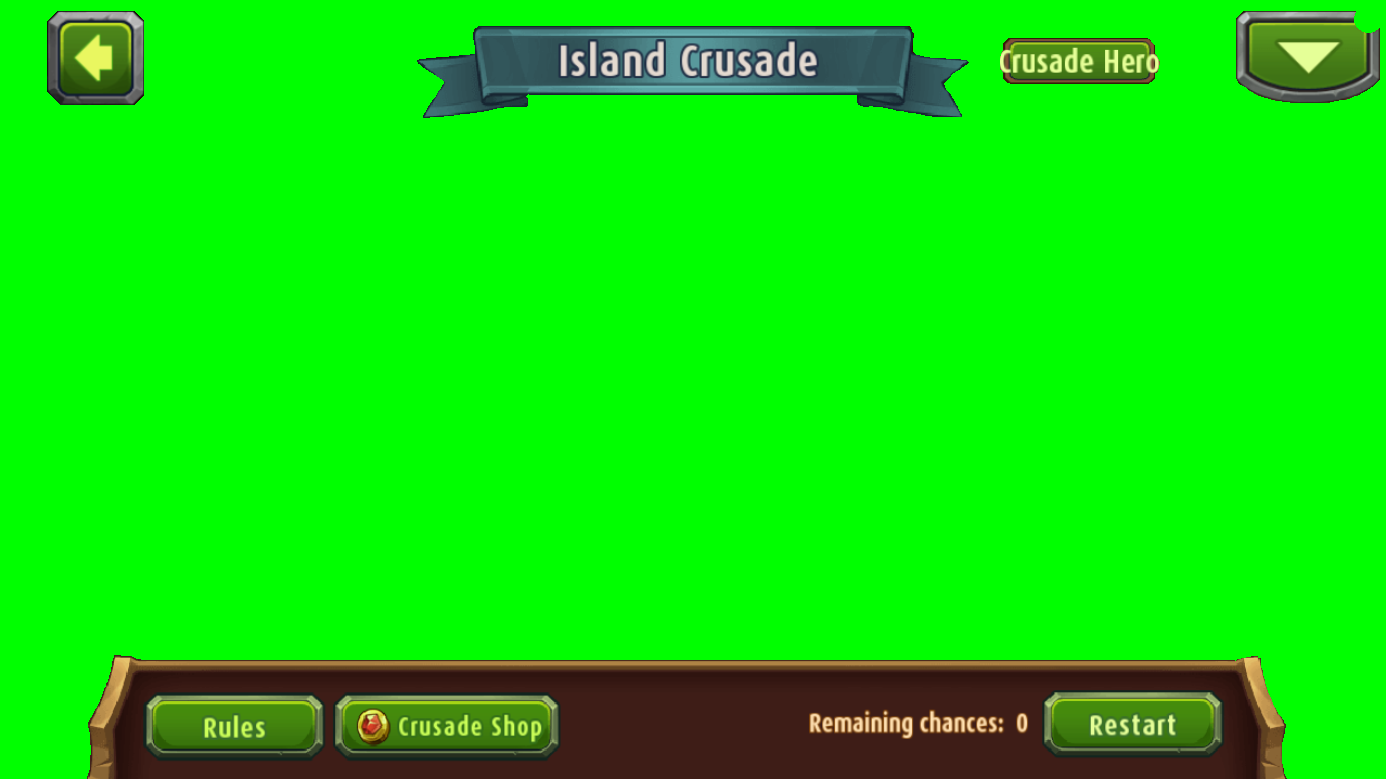 Island Crusade
Crusade Hero
Rules
Crusade Shop
Remaining chances: 0
Restart